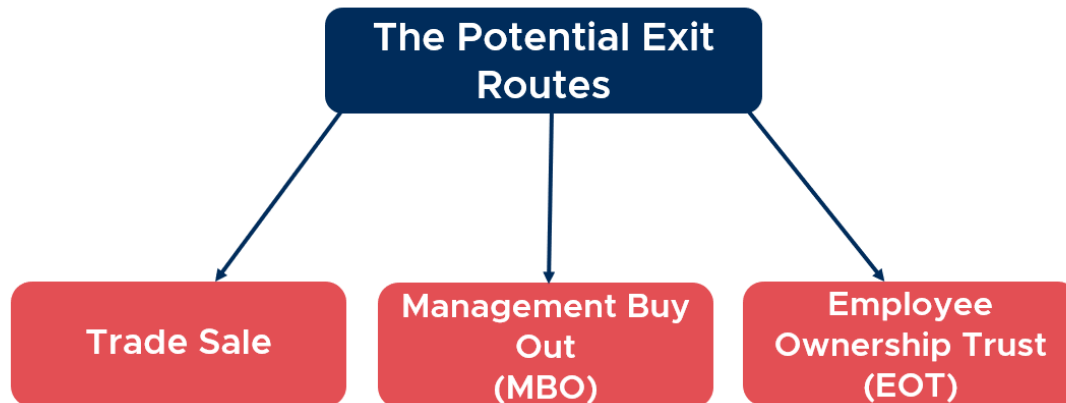 The Potential Exit
Routes
Trade Sale
Management Buy
Out
(MBO)
Employee
Ownership Trust
(EOT)